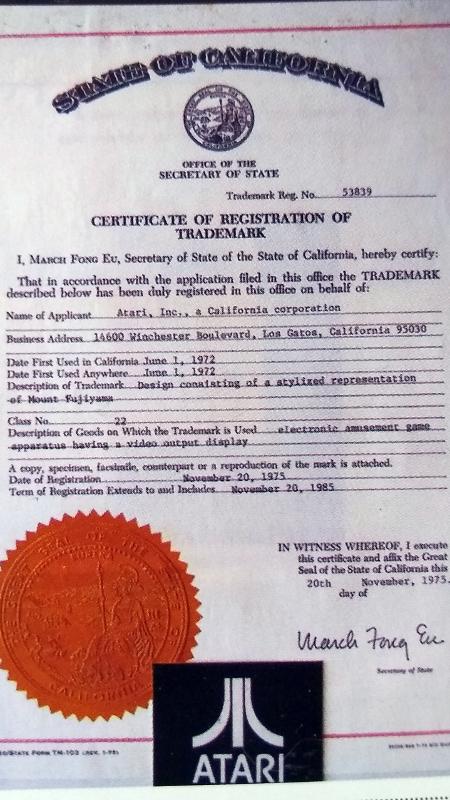 STATE OF CALIFORNIA
OFFICE OF THE
SECRETARY OF STATE
Trademark Reg. No. 53839
CERTIFICATE OF REGISTRATION OF
TRADEMARK
I, MARCH FONG EU, Secretary of State of the State of California, hereby certify:
That in accordance with the application filed in this office the TRADEMARK
described below has been duly registered in this office on behalf of:
Name of Applicant Atari, Inc., a California corporation
Business Address 14600 Winchester Boulevard, Los Gatos, California 95030
Date First Used in California June 1, 1972
Date First Used Anywhere June 1, 1972
Description of Trademark Design consisting of a stylized representation
of Mount Fujiyama
Class No. 22
Description of Goods on Which the Trademark is Used electronic amusement game
apparatus having a video output display
A copy, specimen, facsimile, counterpart or a reproduction of the mark is attached.
Date of Registration November 20, 1975
Term of Registration Extends to and Includes November 20, 1985
IN WITNESS WHEREOF, I execute
this certificate and affix the Great
Seal of the State of California this
20th November, 1975.
day of
March Fong Eu
Secretary of State
ATARI